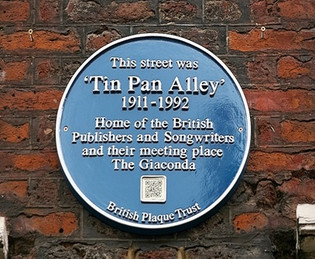 This street was
'Tin Pan Alley'
1911-1992
Home of the British
Publishers and Songwriters
and their meeting place
The Giaconda
British Plaque Trust